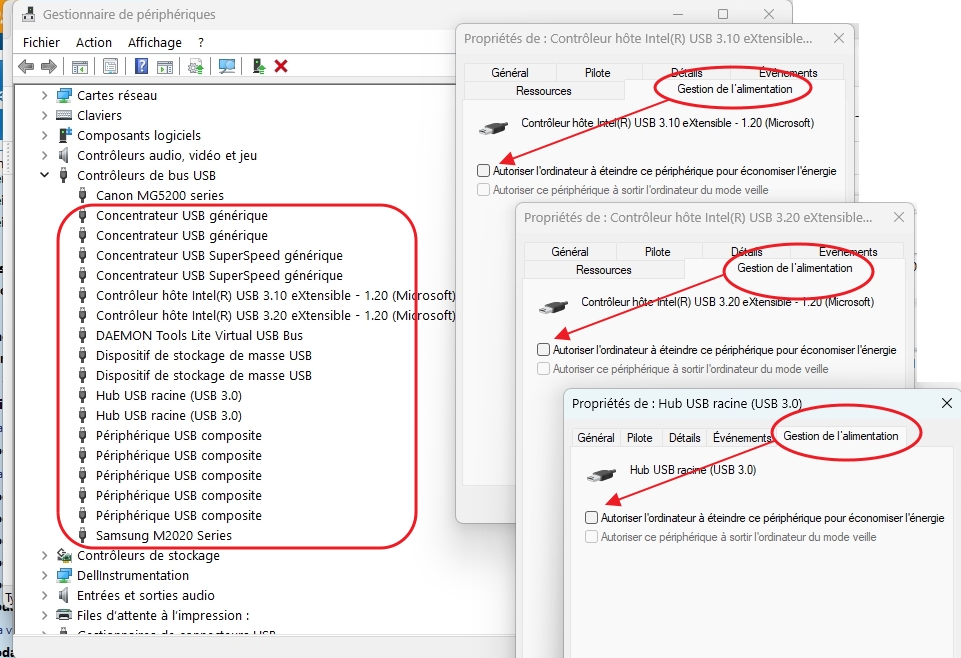 Gestionnaire de périphériques
Fichier Action Affichage ?
Cartes réseau
Claviers
Composants logiciels
Contrôleurs audio, vidéo et jeu
Contrôleurs de bus USB
Canon MG5200 series
Concentrateur USB générique
Concentrateur USB générique
Concentrateur USB SuperSpeed générique
Concentrateur USB SuperSpeed générique
Contrôleur hôte Intel(R) USB 3.10 eXtensible - 1.20 (Microsoft)
Contrôleur hôte Intel(R) USB 3.20 eXtensible - 1.20 (Microsoft)
DAEMON Tools Lite Virtual USB Bus
Dispositif de stockage de masse USB
Dispositif de stockage de masse USB
Hub USB racine (USB 3.0)
Hub USB racine (USB 3.0)
Périphérique USB composite
Périphérique USB composite
Périphérique USB composite
Périphérique USB composite
Périphérique USB composite
Samsung M2020 Series
Contrôleurs de stockage
DellInstrumentation
Entrées et sorties audio
Files d'attente à l'impression :
Gestionnaires de connecteurs USB
Propriétés de : Contrôleur hôte Intel(R) USB 3.10 eXtensible...
Général Pilote Détails Événements
Ressources Gestion de l'alimentation
Contrôleur hôte Intel(R) USB 3.10 eXtensible - 1.20 (Microsoft)
Autoriser l'ordinateur à éteindre ce périphérique pour économiser l'énergie
Autoriser ce périphérique à sortir l'ordinateur du mode veille
Propriétés de : Contrôleur hôte Intel(R) USB 3.20 eXtensible...
Général Pilote Détails Événements
Ressources Gestion de l'alimentation
Contrôleur hôte Intel(R) USB 3.20 eXtensible - 1.20 (Microsoft)
Autoriser l'ordinateur à éteindre ce périphérique pour économiser l'énergie
Autoriser ce périphérique à sortir l'ordinateur du mode veille
Propriétés de : Hub USB racine (USB 3.0)
Général Pilote Détails Événements Gestion de l'alimentation
Hub USB racine (USB 3.0)
Autoriser l'ordinateur à éteindre ce périphérique pour économiser l'énergie
Autoriser ce périphérique à sortir l'ordinateur du mode veille